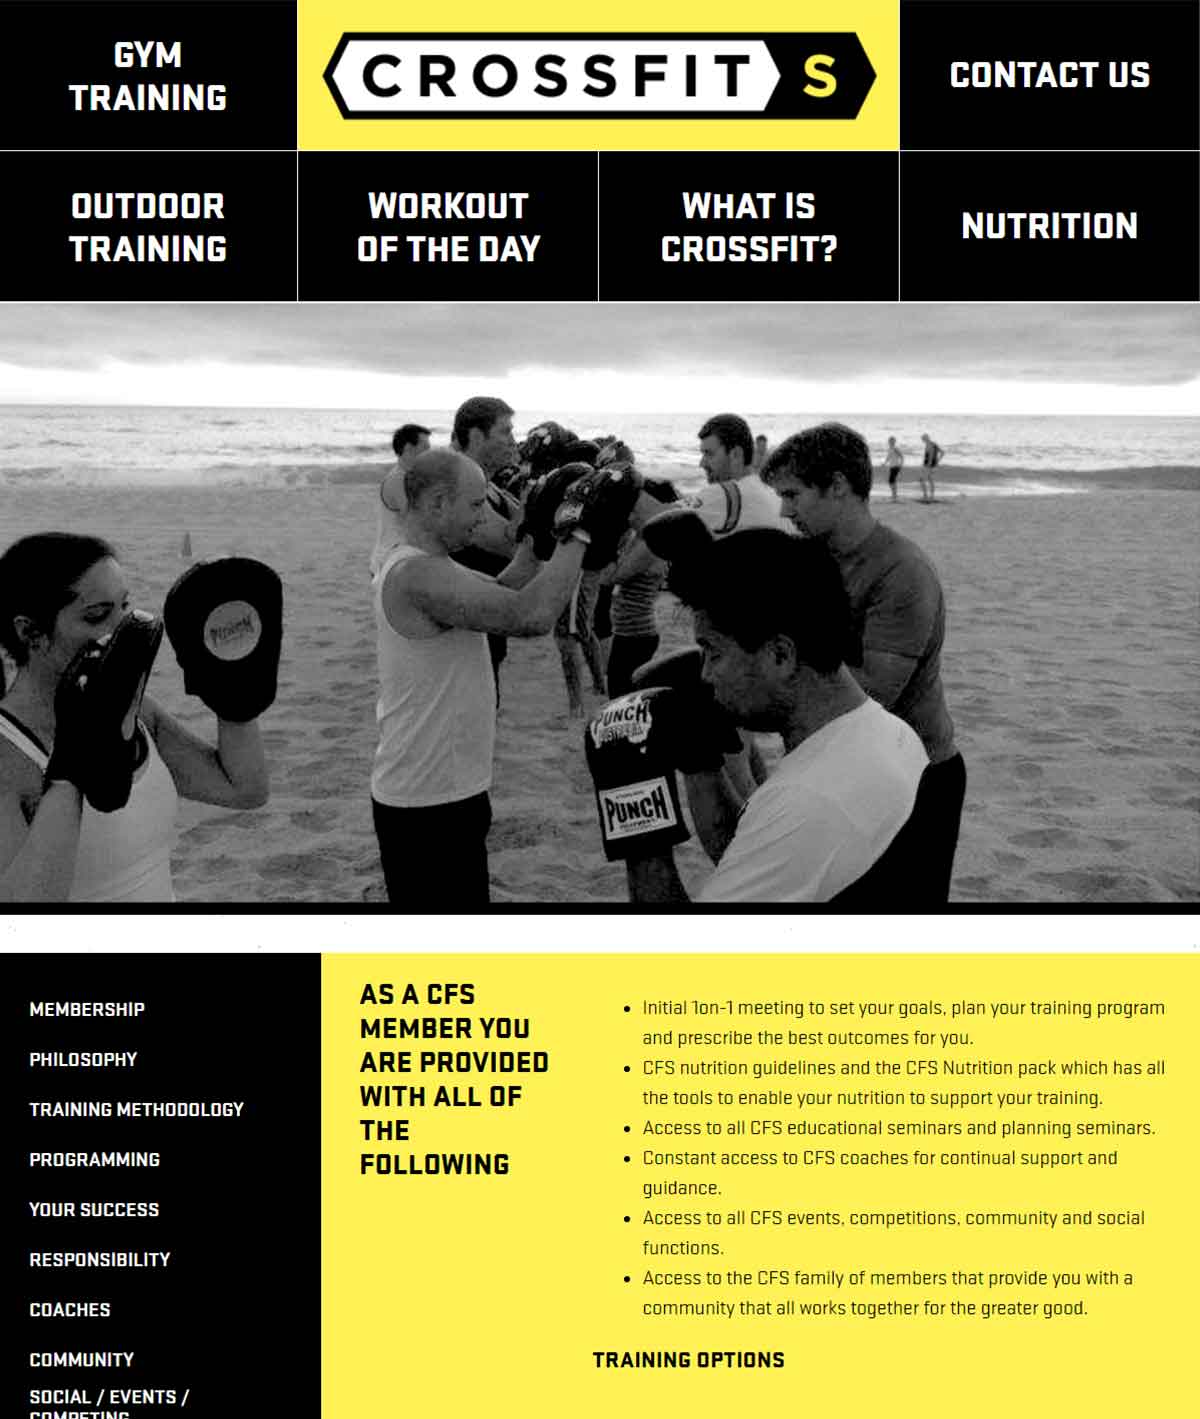 GYM
TRAINING
CROSSFIT S
CONTACT US
OUTDOOR
TRAINING
WORKOUT
OF THE DAY
WHAT IS
CROSSFIT?
NUTRITION
PUNCH
PUNCH
PUNCH
MEMBERSHIP
PHILOSOPHY
TRAINING METHODOLOGY
PROGRAMMING
YOUR SUCCESS
RESPONSIBILITY
COACHES
COMMUNITY
SOCIAL / EVENTS /
COMPETING
AS A CFS
MEMBER YOU
ARE PROVIDED
WITH ALL OF
THE
FOLLOWING
Initial 1on-1 meeting to set your goals, plan your training program
and prescribe the best outcomes for you.
CFS nutrition guidelines and the CFS Nutrition pack which has all
the tools to enable your nutrition to support your training.
Access to all CFS educational seminars and planning seminars.
Constant access to CFS coaches for continual support and
guidance.
Access to all CFS events, competitions, community and social
functions.
Access to the CFS family of members that provide you with a
community that all works together for the greater good.
TRAINING OPTIONS